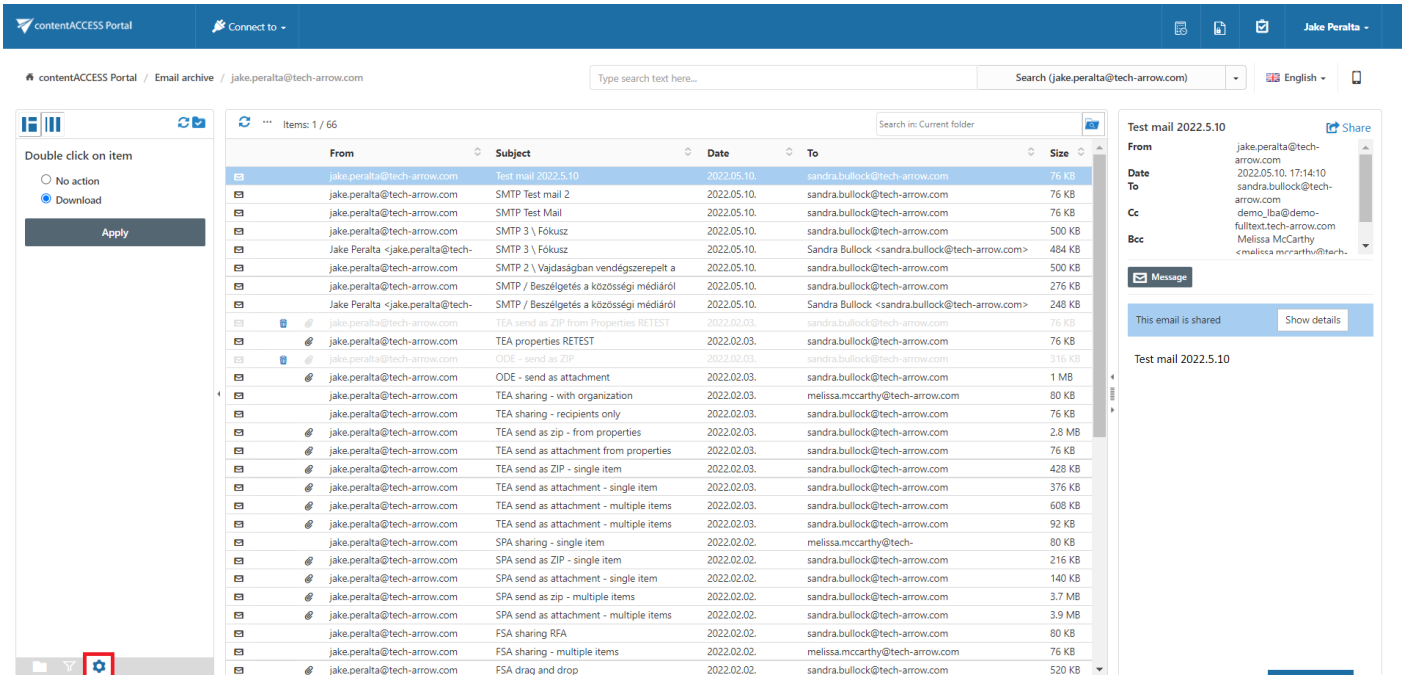 contentACCESS Portal
Connect to
Jake Peralta
contentACCESS Portal / Email archive / jake.peralta@tech-arrow.com
Type search text here...
Search (jake.peralta@tech-arrow.com)
English
Double click on item
No action
Download
Apply
Items: 1 / 66
Search in: Current folder
From Subject Date To Size
jake.peralta@tech-arrow.com Test mail 2022.5.10 2022.05.10. sandra.bullock@tech-arrow.com 76 KB
jake.peralta@tech-arrow.com SMTP Test mail 2 2022.05.10. sandra.bullock@tech-arrow.com 76 KB
jake.peralta@tech-arrow.com SMTP Test Mail 2022.05.10. sandra.bullock@tech-arrow.com 76 KB
jake.peralta@tech-arrow.com SMTP 3 \ Fókusz 2022.05.10. sandra.bullock@tech-arrow.com 500 KB
Jake Peralta <jake.peralta@tech- SMTP 3 \ Fókusz 2022.05.10. Sandra Bullock <sandra.bullock@tech-arrow.com> 484 KB
jake.peralta@tech-arrow.com SMTP 2 \ Vajdaságban vendégszerepelt a 2022.05.10. sandra.bullock@tech-arrow.com 500 KB
jake.peralta@tech-arrow.com SMTP / Beszélgetés a közösségi médiáról 2022.05.10. sandra.bullock@tech-arrow.com 276 KB
Jake Peralta <jake.peralta@tech- SMTP / Beszélgetés a közösségi médiáról 2022.05.10. Sandra Bullock <sandra.bullock@tech-arrow.com> 248 KB
jake.peralta@tech-arrow.com TEA send as ZIP from Properties RETEST 2022.02.03. sandra.bullock@tech-arrow.com 76 KB
jake.peralta@tech-arrow.com TEA properties RETEST 2022.02.03. sandra.bullock@tech-arrow.com 76 KB
jake.peralta@tech-arrow.com ODE - send as ZIP 2022.02.03. sandra.bullock@tech-arrow.com 316 KB
jake.peralta@tech-arrow.com ODE - send as attachment 2022.02.03. sandra.bullock@tech-arrow.com 1 MB
jake.peralta@tech-arrow.com TEA sharing - with organization 2022.02.03. melissa.mccarthy@tech-arrow.com 80 KB
jake.peralta@tech-arrow.com TEA sharing - recipients only 2022.02.03. sandra.bullock@tech-arrow.com 76 KB
jake.peralta@tech-arrow.com TEA send as zip - from properties 2022.02.03. sandra.bullock@tech-arrow.com 2.8 MB
jake.peralta@tech-arrow.com TEA send as attachment from properties 2022.02.03. sandra.bullock@tech-arrow.com 76 KB
jake.peralta@tech-arrow.com TEA send as ZIP - single item 2022.02.03. sandra.bullock@tech-arrow.com 428 KB
jake.peralta@tech-arrow.com TEA send as attachment - single item 2022.02.03. sandra.bullock@tech-arrow.com 376 KB
jake.peralta@tech-arrow.com TEA send as attachment - multiple items 2022.02.03. sandra.bullock@tech-arrow.com 608 KB
jake.peralta@tech-arrow.com TEA send as attachment - multiple items 2022.02.03. sandra.bullock@tech-arrow.com 92 KB
jake.peralta@tech-arrow.com SPA sharing - single item 2022.02.02. melissa.mccarthy@tech- 80 KB
jake.peralta@tech-arrow.com SPA send as ZIP - single item 2022.02.02. sandra.bullock@tech-arrow.com 216 KB
jake.peralta@tech-arrow.com SPA send as attachment - single item 2022.02.02. sandra.bullock@tech-arrow.com 140 KB
jake.peralta@tech-arrow.com SPA send as zip - multiple items 2022.02.02. sandra.bullock@tech-arrow.com 3.7 MB
jake.peralta@tech-arrow.com SPA send as attachment - multiple items 2022.02.02. sandra.bullock@tech-arrow.com 3.9 MB
jake.peralta@tech-arrow.com FSA sharing RFA 2022.02.02. sandra.bullock@tech-arrow.com 80 KB
jake.peralta@tech-arrow.com FSA sharing - multiple items 2022.02.02. melissa.mccarthy@tech-arrow.com 76 KB
jake.peralta@tech-arrow.com FSA drag and drop 2022.02.02. sandra.bullock@tech-arrow.com 520 KB
Test mail 2022.5.10 Share
From jake.peralta@tech-
arrow.com
Date 2022.05.10. 17:14:10
To sandra.bullock@tech-
arrow.com
Cc demo_lba@demo-
fulltext.tech-arrow.com
Bcc Melissa McCarthy
<melissa.mccarthy@tech-
Message
This email is shared Show details
Test mail 2022.5.10